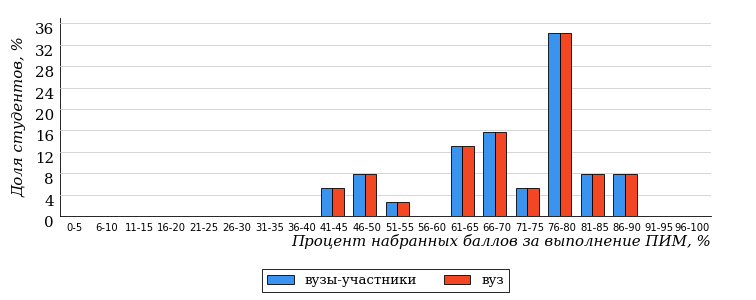 Доля студентов, %
36
32
28
24
20
16
12
8
4
0
0-5 6-10 11-15 16-20 21-25 26-30 31-35 36-40 41-45 46-50 51-55 56-60 61-65 66-70 71-75 76-80 81-85 86-90 91-95 96-100
Процент набранных баллов за выполнение ПИМ, %
вузы-участники вуз